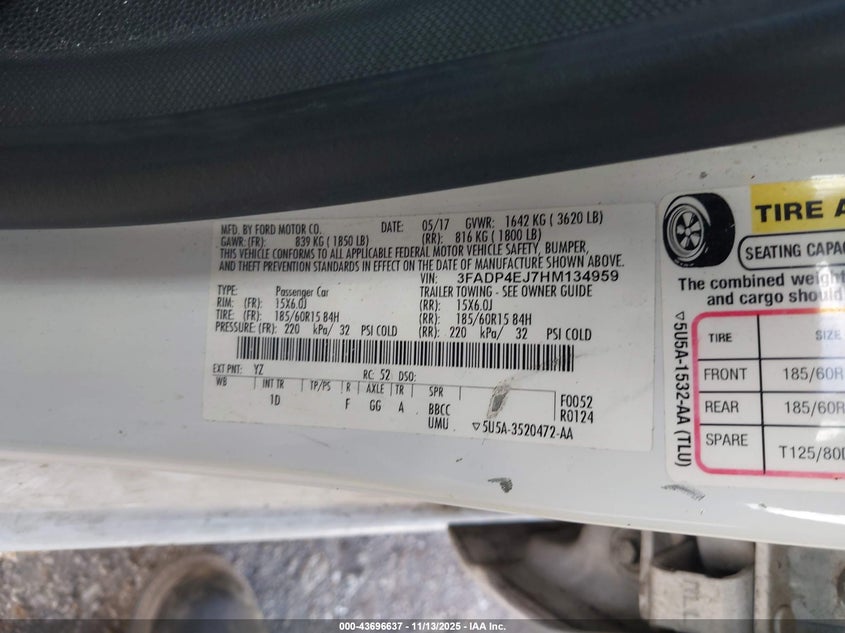 MFD. BY FORD MOTOR CO.
DATE: 05/17 GVWR: 1642 KG ( 3620 LB)
GAWR: (FR): 839 KG ( 1850 LB) (RR): 816 KG ( 1800 LB)
THIS VEHICLE CONFORMS TO ALL APPLICABLE FEDERAL MOTOR VEHICLE SAFETY, BUMPER,
AND THEFT PREVENTION STANDARDS IN EFFECT ON THE DATE OF MANUFACTURE SHOWN ABOVE.
VIN: 3FADP4EJ7HM134959
TYPE: Passenger Car TRAILER TOWING - SEE OWNER GUIDE
RIM: (FR): 15X6.0J (RR): 15X6.0J
TIRE: (FR): 185/60R15 84H (RR): 185/60R15 84H
PRESSURE: (FR): 220 kPa/ 32 PSI COLD (RR): 220 kPa/ 32 PSI COLD
EXT PNT: YZ RC: 52 DSO:
WB INT TR TP/PS R AXLE TR SPR F0052
1D F GG A BBCC R0124
UMU ▽5U5A-3520472-AA
TIRE A
SEATING CAPAC
The combined weight
and cargo should
TIRE SIZE
FRONT 185/60R
REAR 185/60R
SPARE T125/80D
▽5U5A-1532-AA (TLU)
000-43696637 - 11/13/2025 - IAA Inc.